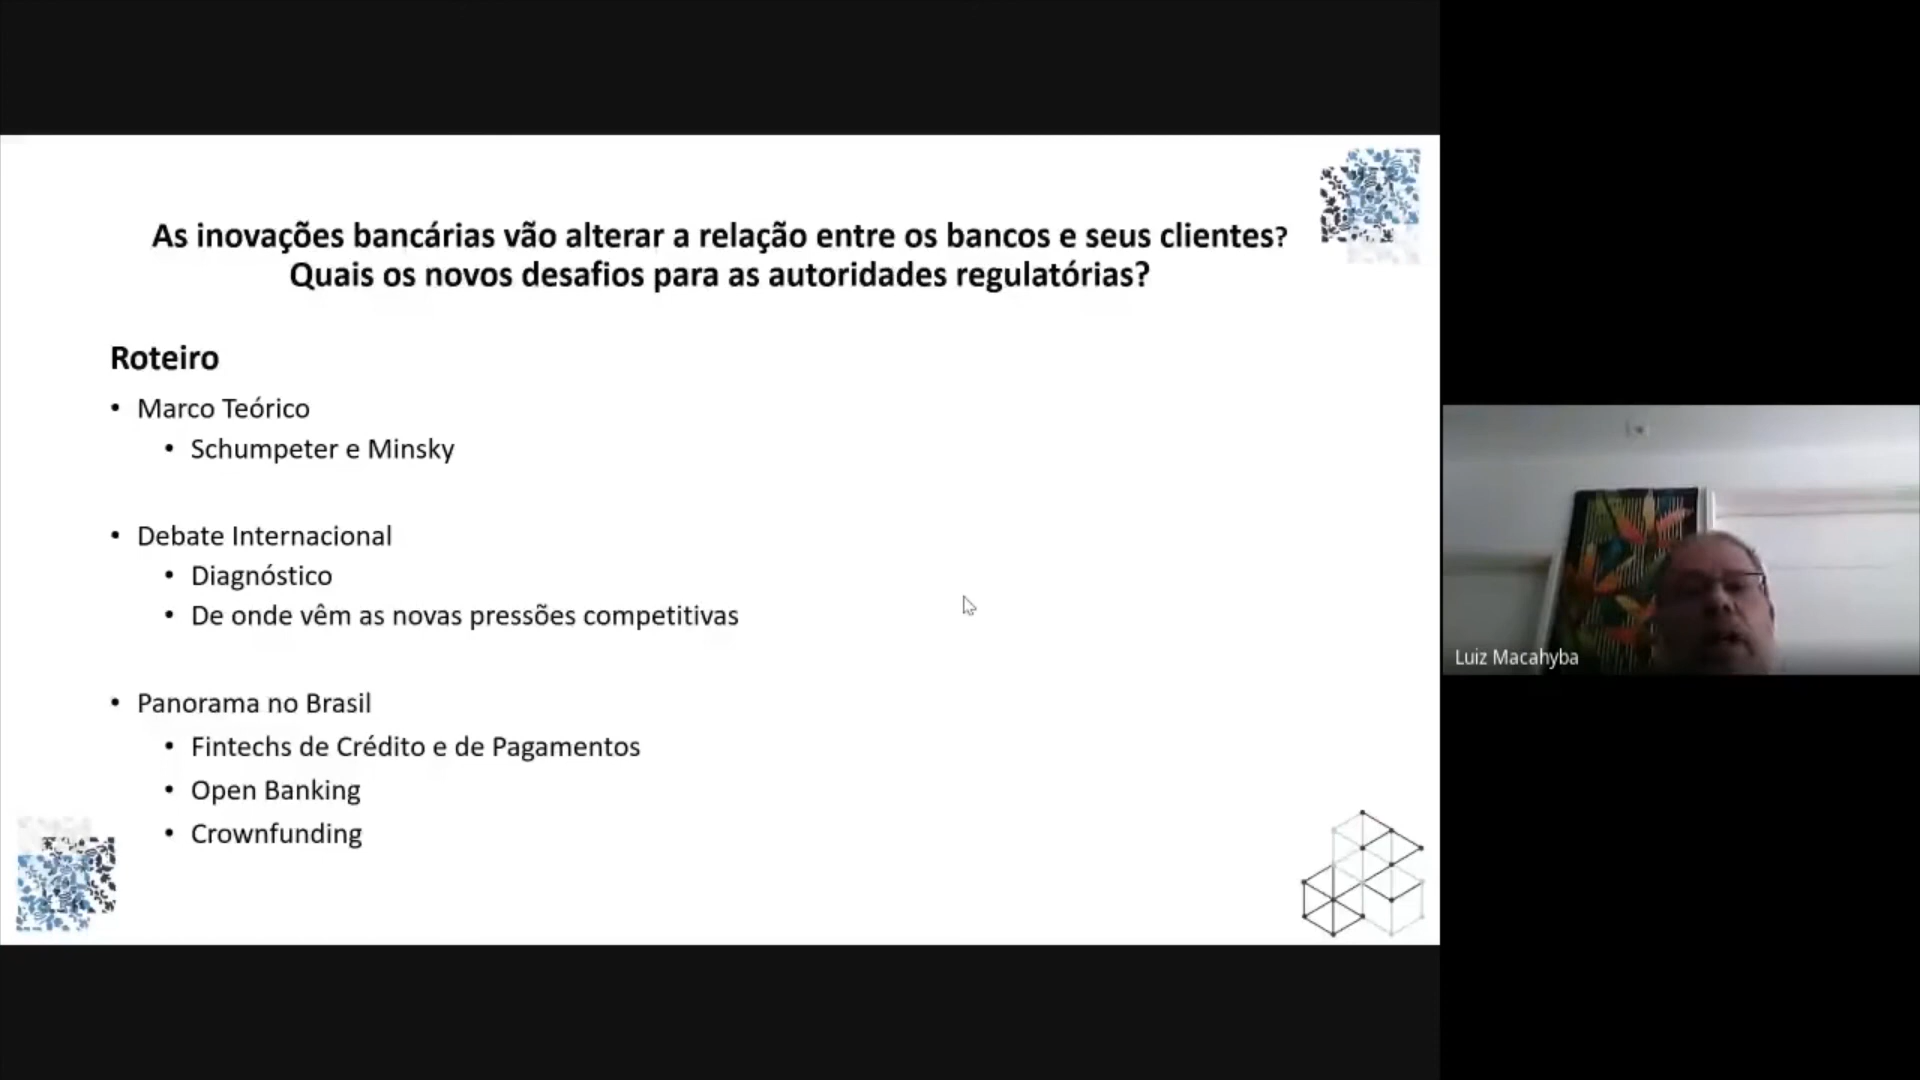 As inovações bancárias vão alterar a relação entre os bancos e seus clientes?
Quais os novos desafios para as autoridades regulatórias?
Roteiro
• Marco Teórico
• Schumpeter e Minsky
• Debate Internacional
• Diagnóstico
• De onde vêm as novas pressões competitivas
• Panorama no Brasil
• Fintechs de Crédito e de Pagamentos
• Open Banking
• Crownfunding
Luiz Macahyba